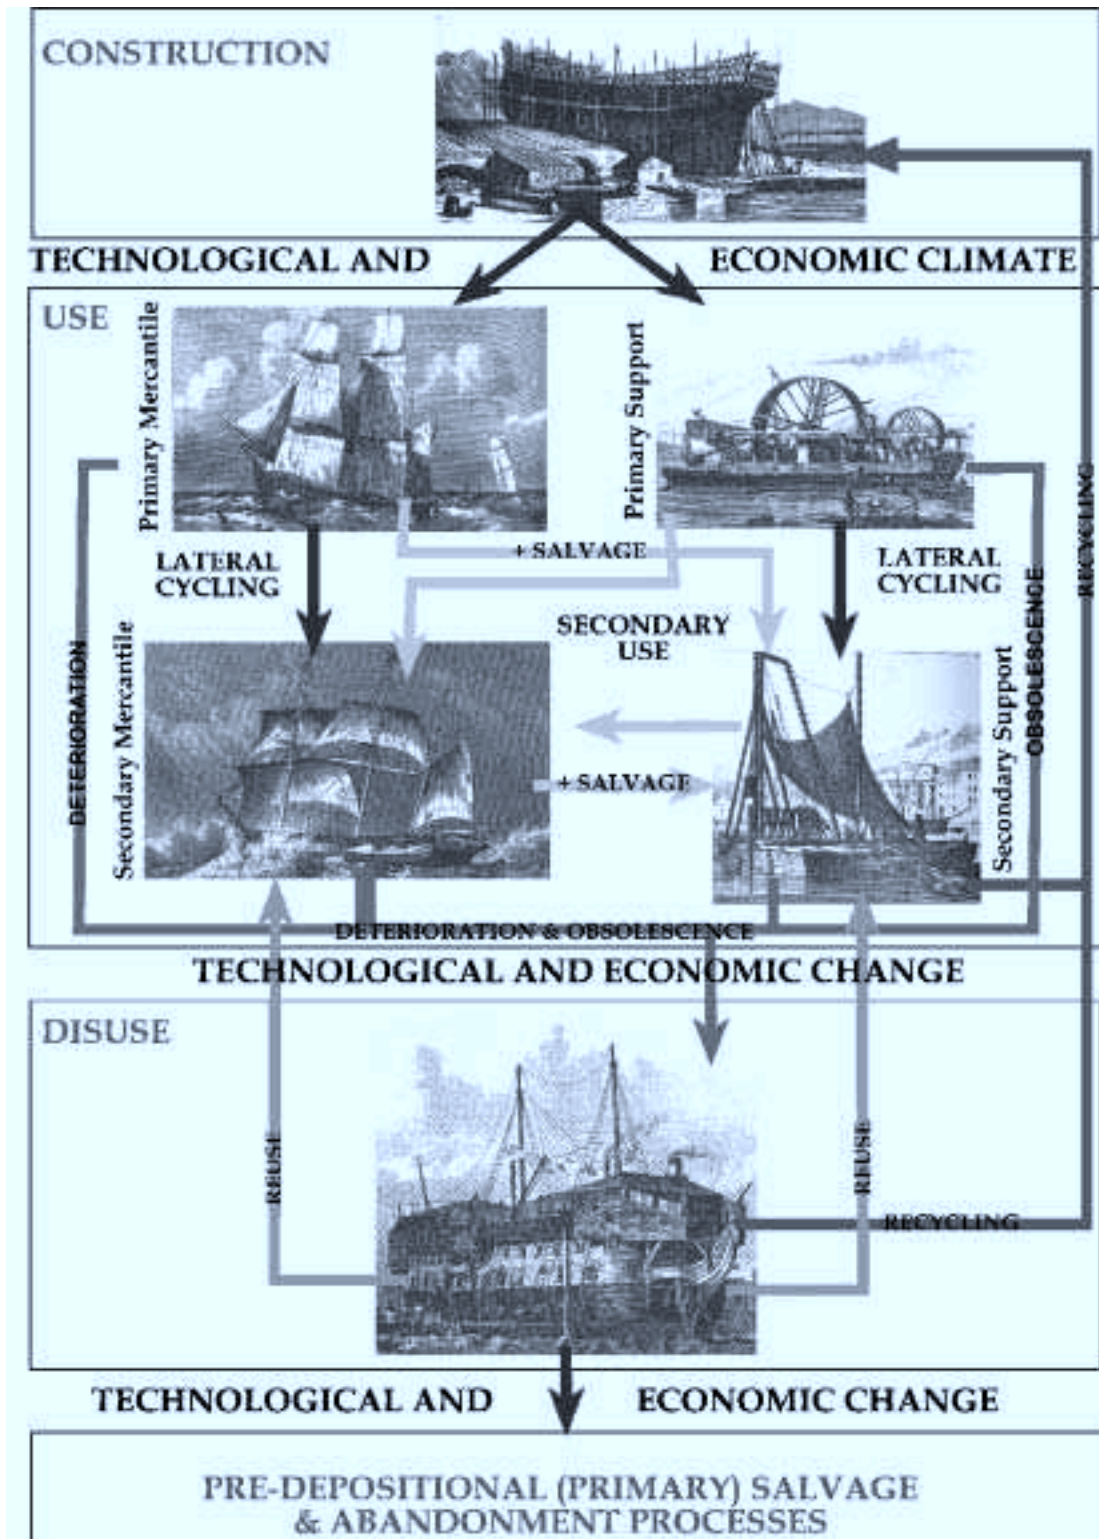 CONSTRUCTION
TECHNOLOGICAL AND ECONOMIC CLIMATE
USE
Primary Mercantile
Primary Support
+ SALVAGE
LATERAL
CYCLING
LATERAL
CYCLING
RECYCLING
OBSOLESCENCE
DETERIORATION
SECONDARY
USE
Secondary Mercantile
+ SALVAGE
Secondary Support
DETERIORATION & OBSOLESCENCE
TECHNOLOGICAL AND ECONOMIC CHANGE
DISUSE
REUSE
REUSE
RECYCLING
TECHNOLOGICAL AND ECONOMIC CHANGE
PRE-DEPOSITIONAL (PRIMARY) SALVAGE
& ABANDONMENT PROCESSES